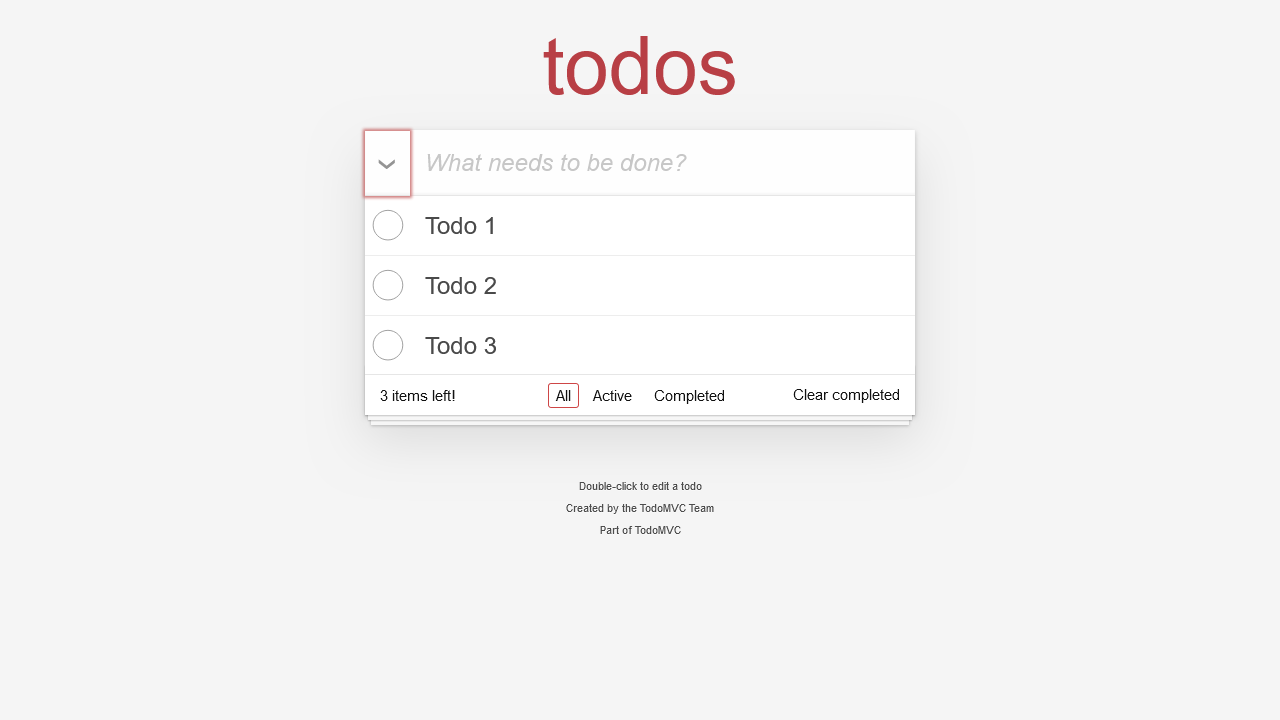 todos
What needs to be done?
Todo 1
Todo 2
Todo 3
3 items left! All Active Completed Clear completed
Double-click to edit a todo
Created by the TodoMVC Team
Part of TodoMVC